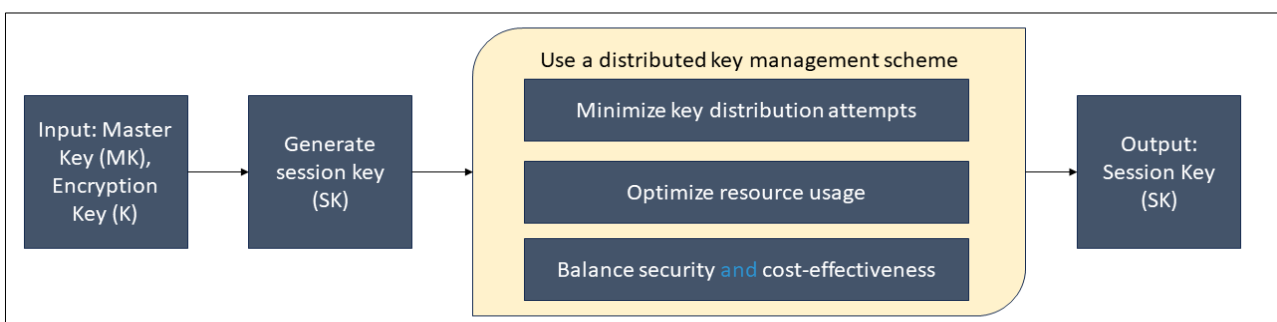 Input: Master
Key (MK),
Encryption
Key (K)
Generate
session key
(SK)
Use a distributed key management scheme
Minimize key distribution attempts
Optimize resource usage
Balance security and cost-effectiveness
Output:
Session Key
(SK)